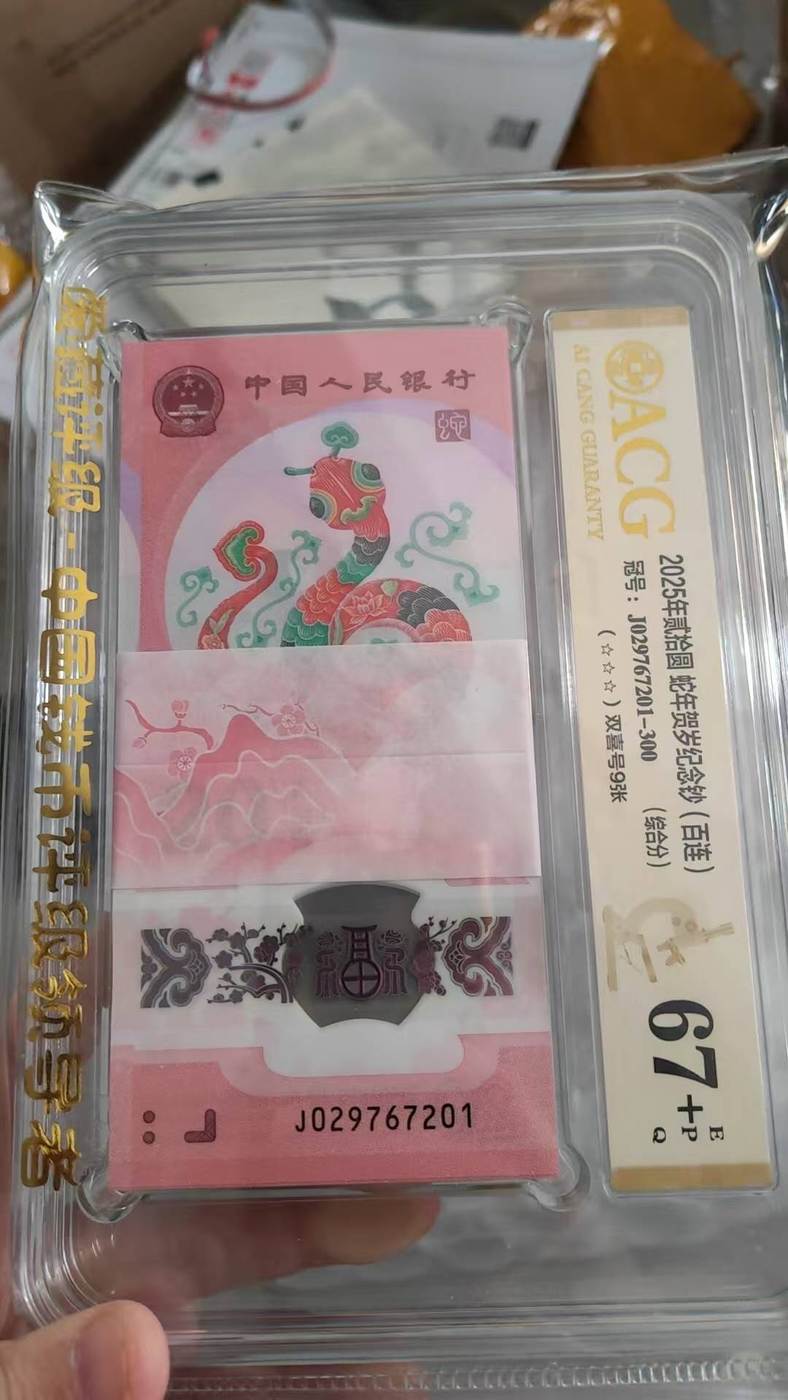 中国人民银行
蛇
J029767201
ACG
AI CANG GUARANTY
2025年贰拾圆 蛇年贺岁纪念钞（百连）
冠号：J029767201-300
（综合分）
（☆☆☆）双喜号9张
67+
E
P
Q
爱藏评级-中国钱币评级领导者